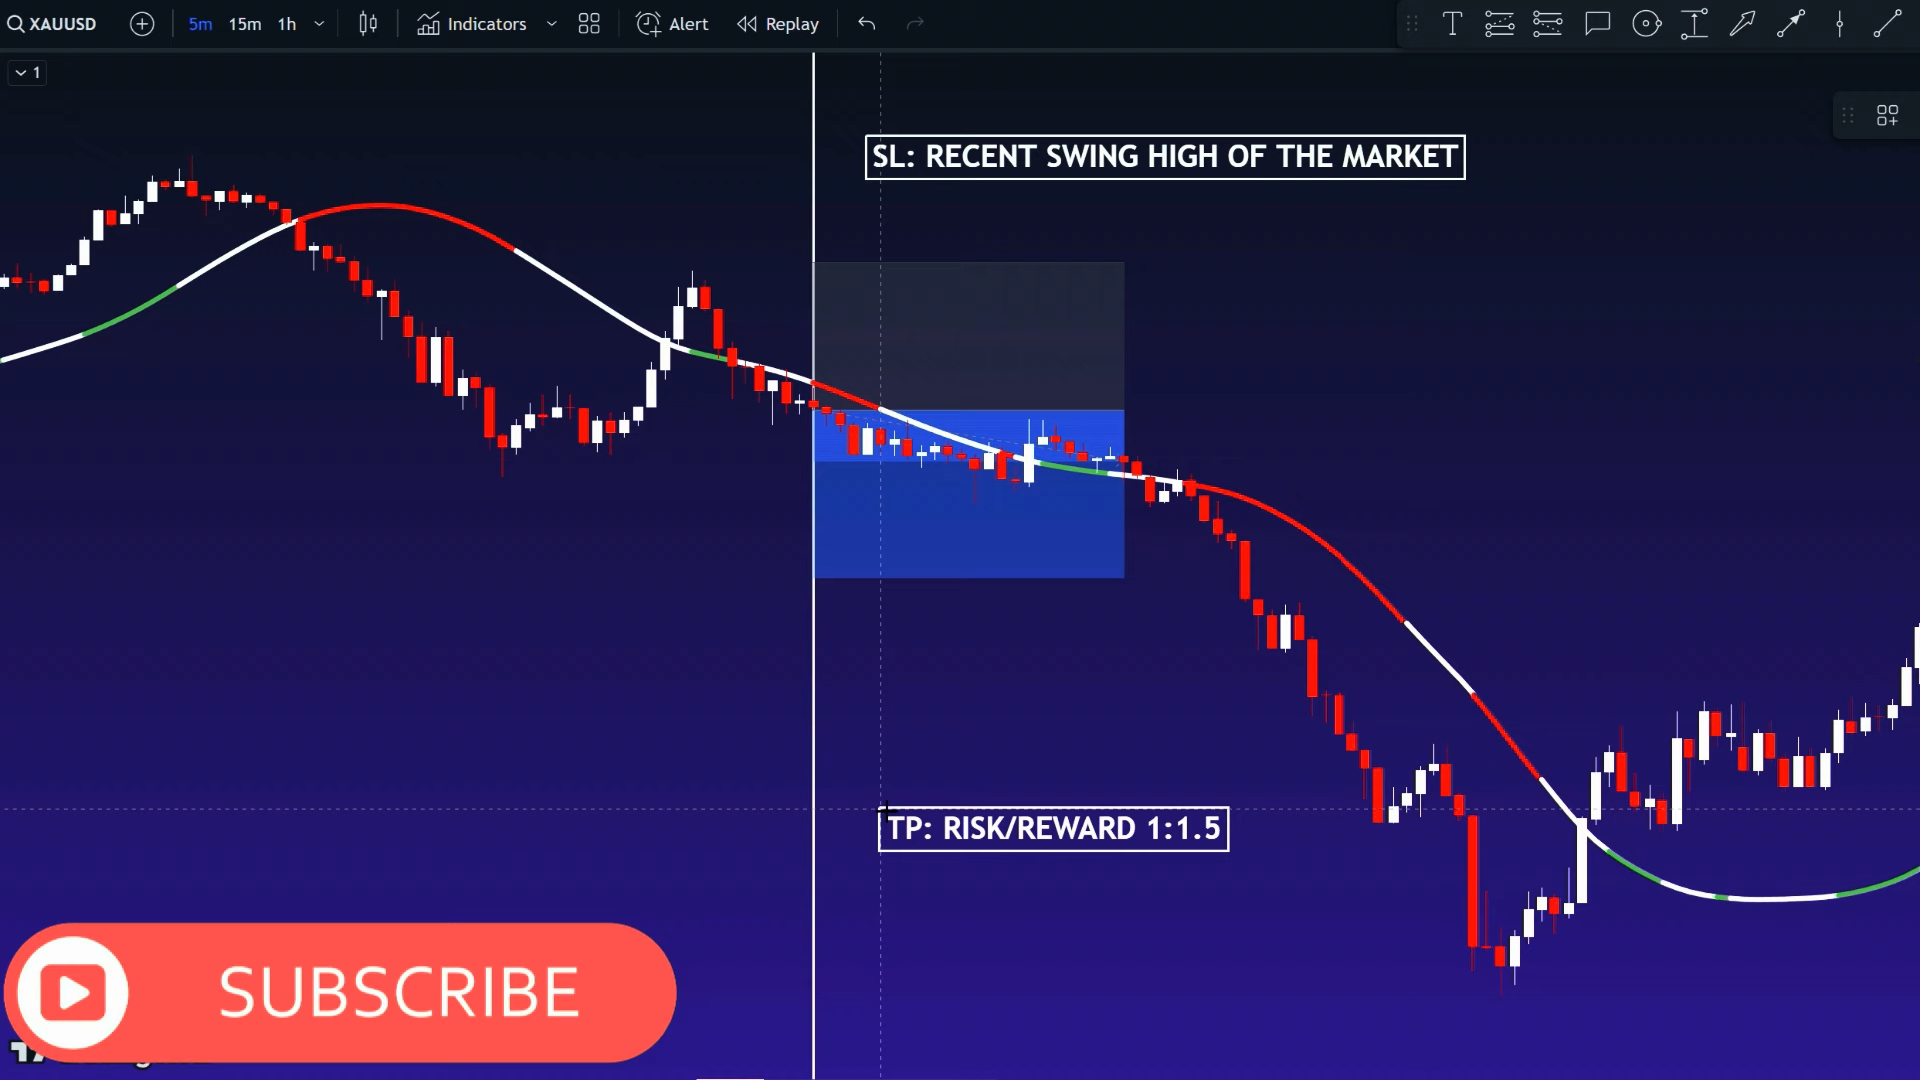 XAUUSD 5m 15m 1h Indicators Alert Replay
1
SL: RECENT SWING HIGH OF THE MARKET
TP: RISK/REWARD 1:1.5
SUBSCRIBE